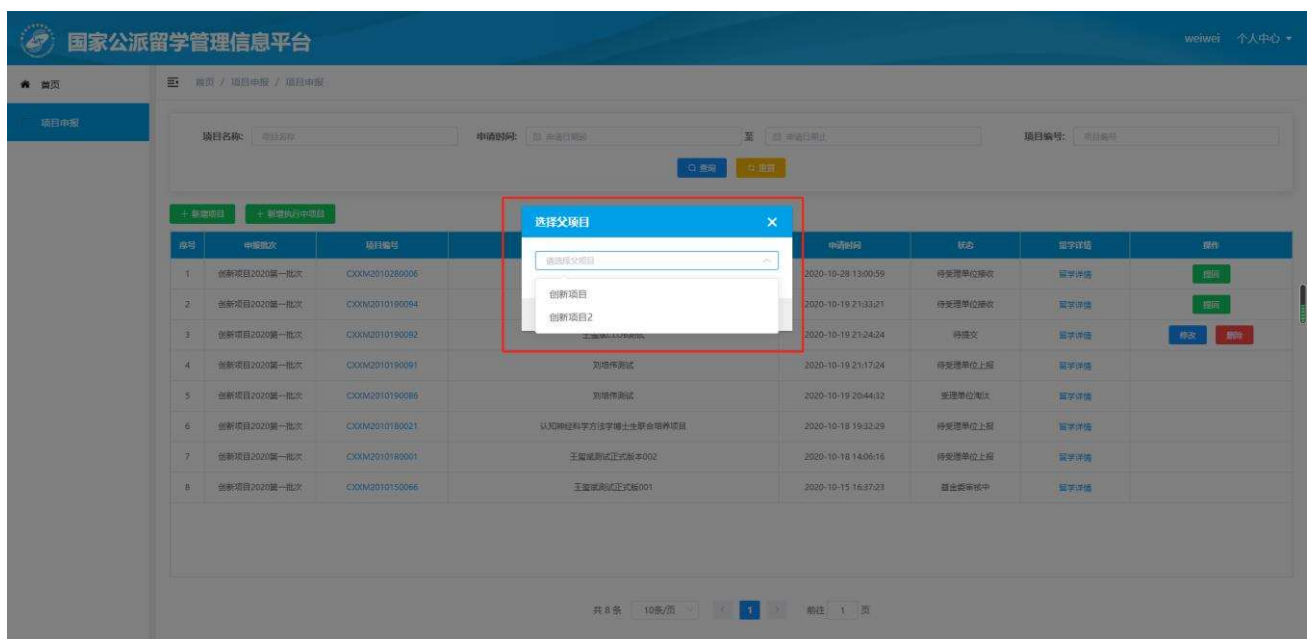 国家公派留学管理信息平台
weiwei 个人中心
首页
首页 / 项目申报 / 项目申报
项目申报
项目名称: 项目名称 申请时间: 申请日期起 至 申请日期止 项目编号: 项目编号
查询 重置
+ 新增项目 + 新增执行中项目
选择父项目 ×
序号 申报批次 项目编号 申请时间 状态 留学详情 操作
请选择父项目
1 创新项目2020第一批次 CXXM2010280006 2020-10-28 13:00:59 待受理单位接收 留学详情 撤回
创新项目
2 创新项目2020第一批次 CXXM2010190094 2020-10-19 21:33:21 待受理单位接收 留学详情 撤回
创新项目2
3 创新项目2020第一批次 CXXM2010190092 2020-10-19 21:24:24 待提交 留学详情 修改 删除
4 创新项目2020第一批次 CXXM2010190091 刘增伟测试 2020-10-19 21:17:24 待受理单位上报 留学详情
5 创新项目2020第一批次 CXXM2010190086 刘增伟测试 2020-10-19 20:44:32 受理单位淘汰 留学详情
6 创新项目2020第一批次 CXXM2010180021 认知神经科学方法学博士生联合培养项目 2020-10-18 19:32:29 待受理单位上报 留学详情
7 创新项目2020第一批次 CXXM2010180001 测试正式版本002 2020-10-18 14:06:16 待受理单位上报 留学详情
8 创新项目2020第一批次 CXXM2010150066 测试正式版001 2020-10-15 16:37:23 基金委审核中 留学详情
共 8 条 10条/页 1 前往 1 页